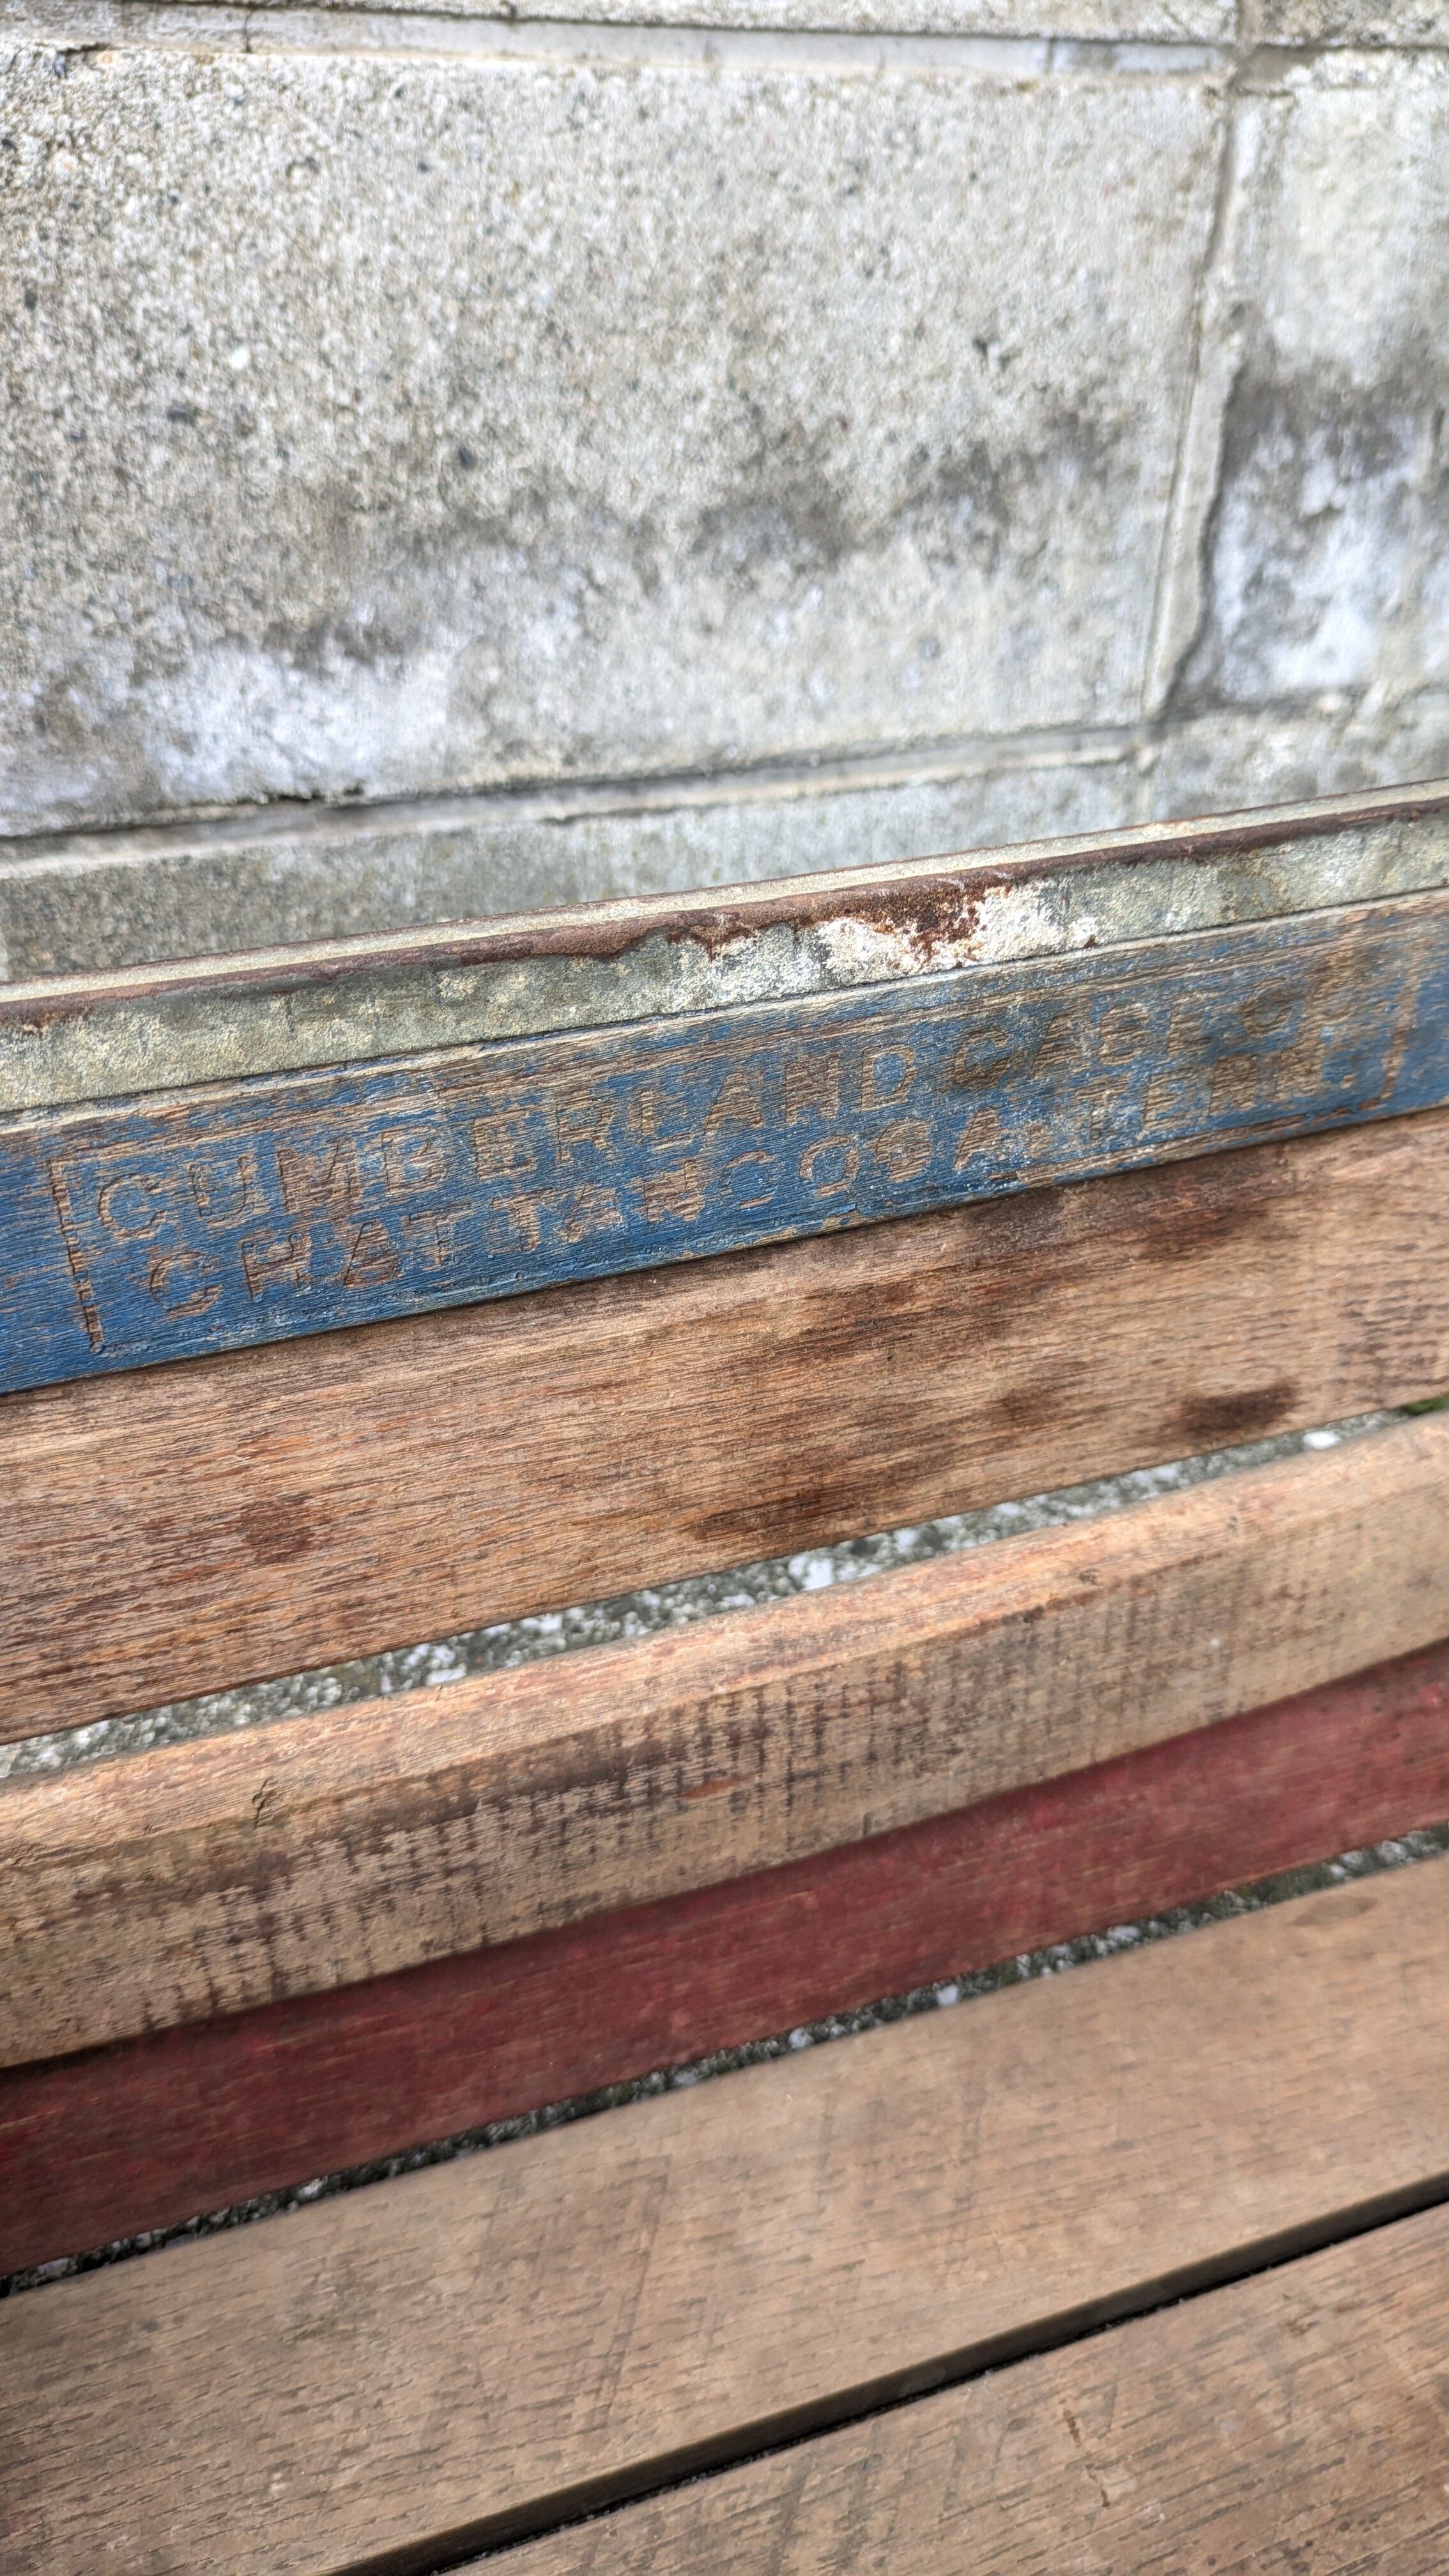 CUMBERLAND CASE CO.
CHATTANOOGA, TENN.